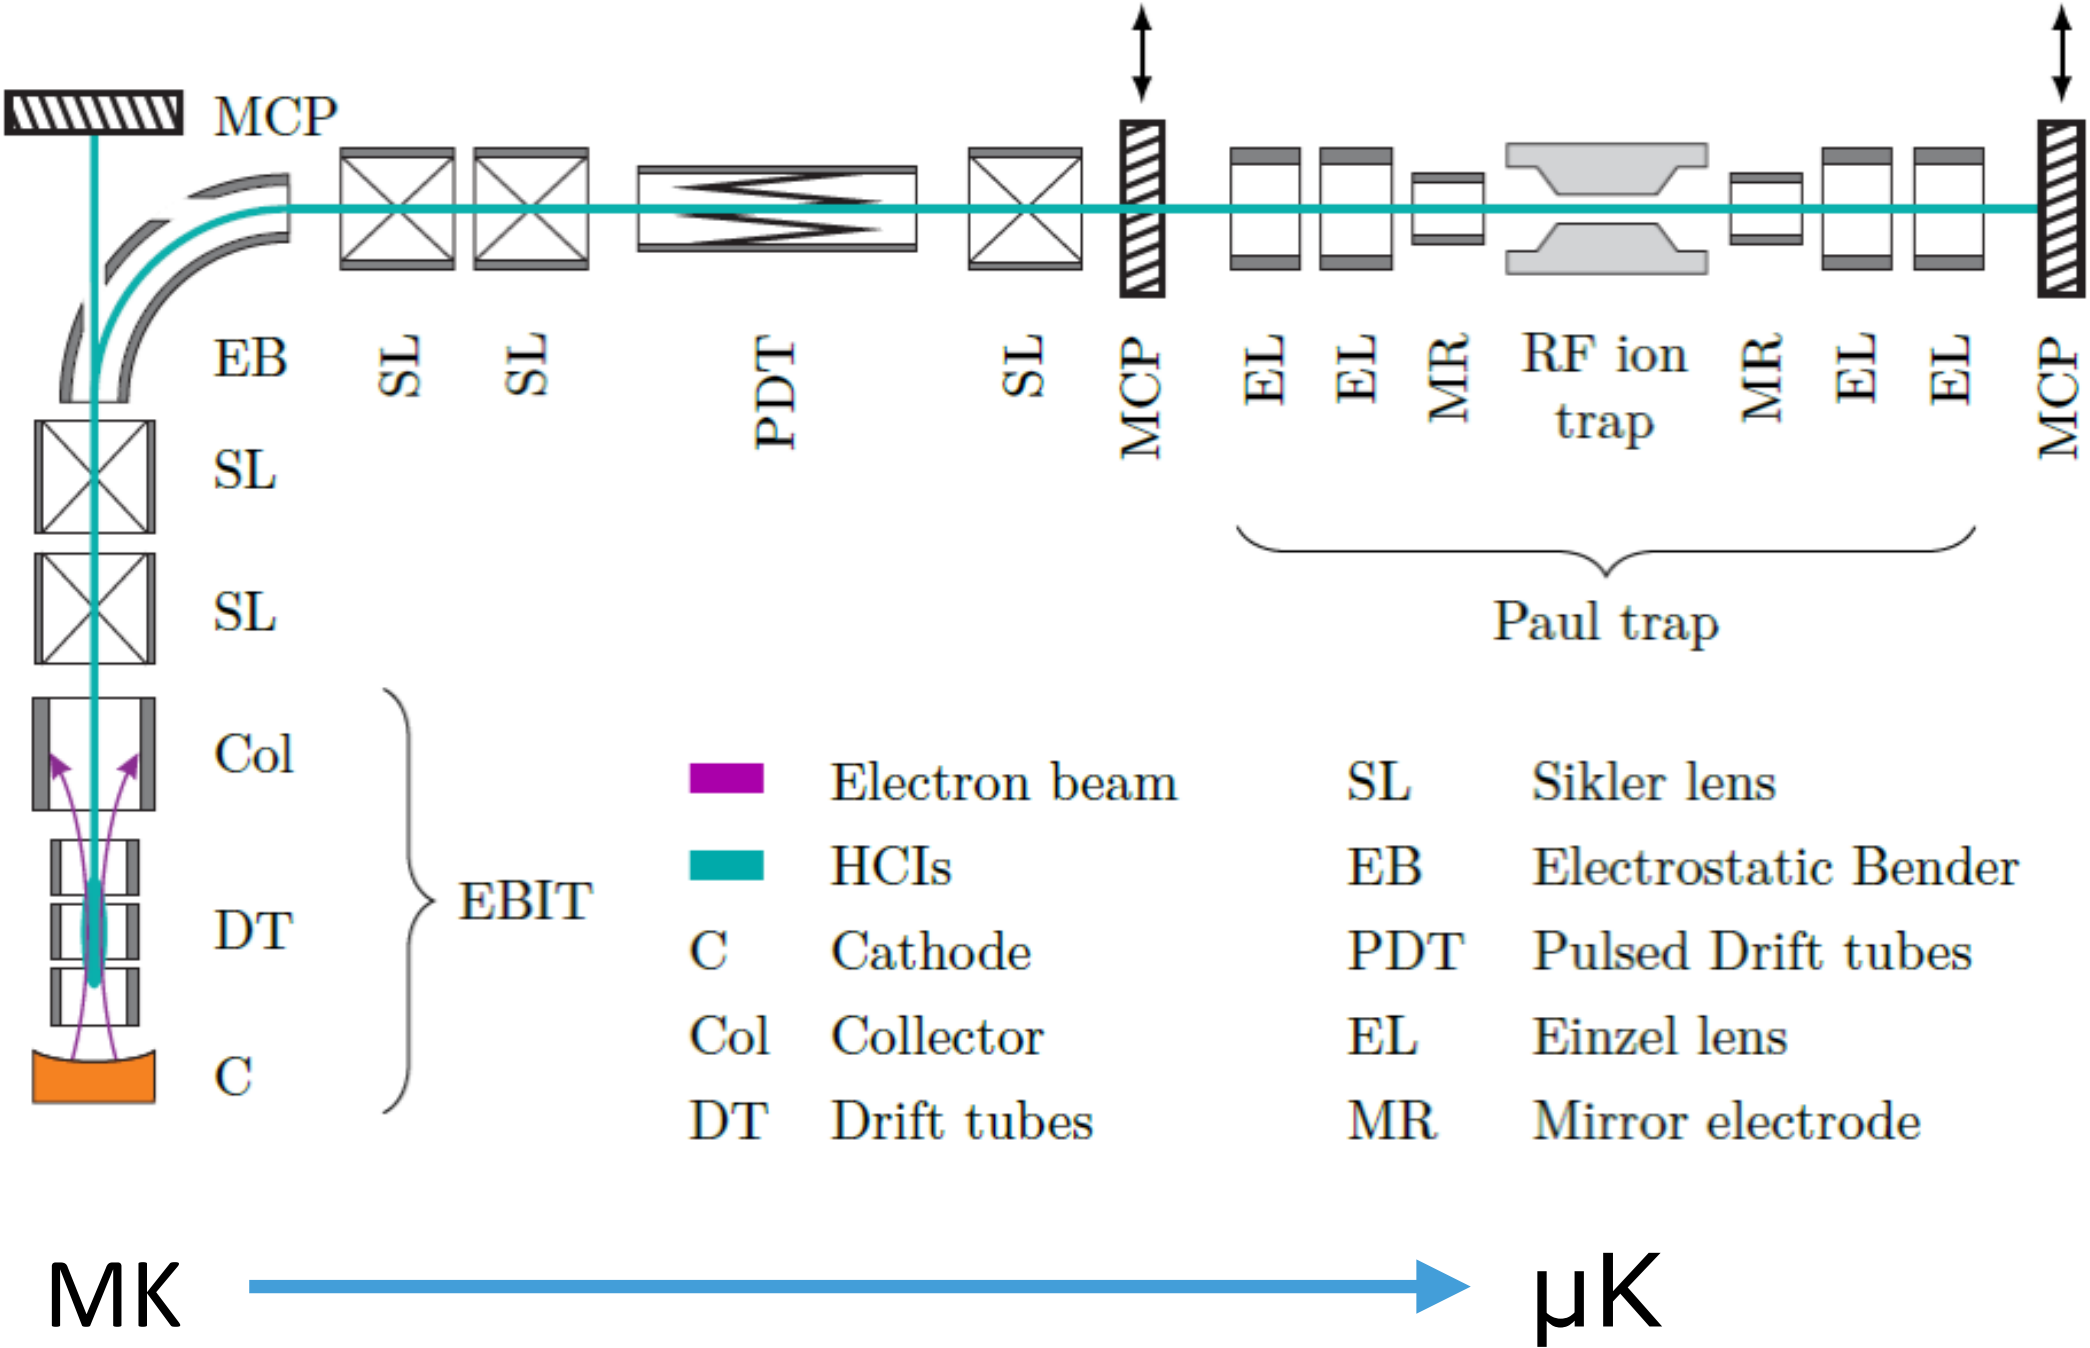 MCP
EB
SL
SL
Col
DT
C
EBIT
SL
SL
PDT
SL
MCP
EL
EL
MR
RF ion
trap
MR
EL
EL
MCP
Paul trap
Electron beam
HCIs
C Cathode
Col Collector
DT Drift tubes
SL Sikler lens
EB Electrostatic Bender
PDT Pulsed Drift tubes
EL Einzel lens
MR Mirror electrode
MK
µK